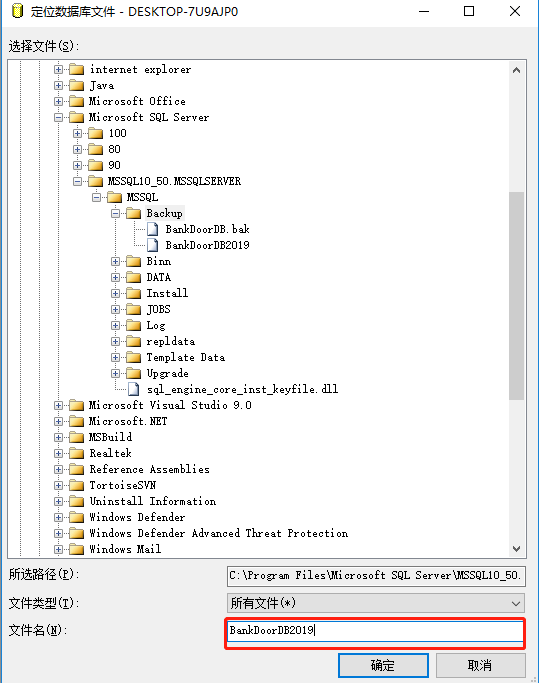 定位数据库文件 - DESKTOP-7U9AJP0
选择文件(S):
internet explorer
Java
Microsoft Office
Microsoft SQL Server
100
80
90
MSSQL10_50.MSSQLSERVER
MSSQL
Backup
BankDoorDB.bak
BankDoorDB2019
Binn
DATA
Install
JOBS
Log
repldata
Template Data
Upgrade
sql_engine_core_inst_keyfile.dll
Microsoft Visual Studio 9.0
Microsoft.NET
MSBuild
Realtek
Reference Assemblies
TortoiseSVN
Uninstall Information
Windows Defender
Windows Defender Advanced Threat Protection
Windows Mail
所选路径(P):
C:\Program Files\Microsoft SQL Server\MSSQL10_50.
文件类型(T):
所有文件(*)
文件名(N):
BankDoorDB2019
确定
取消